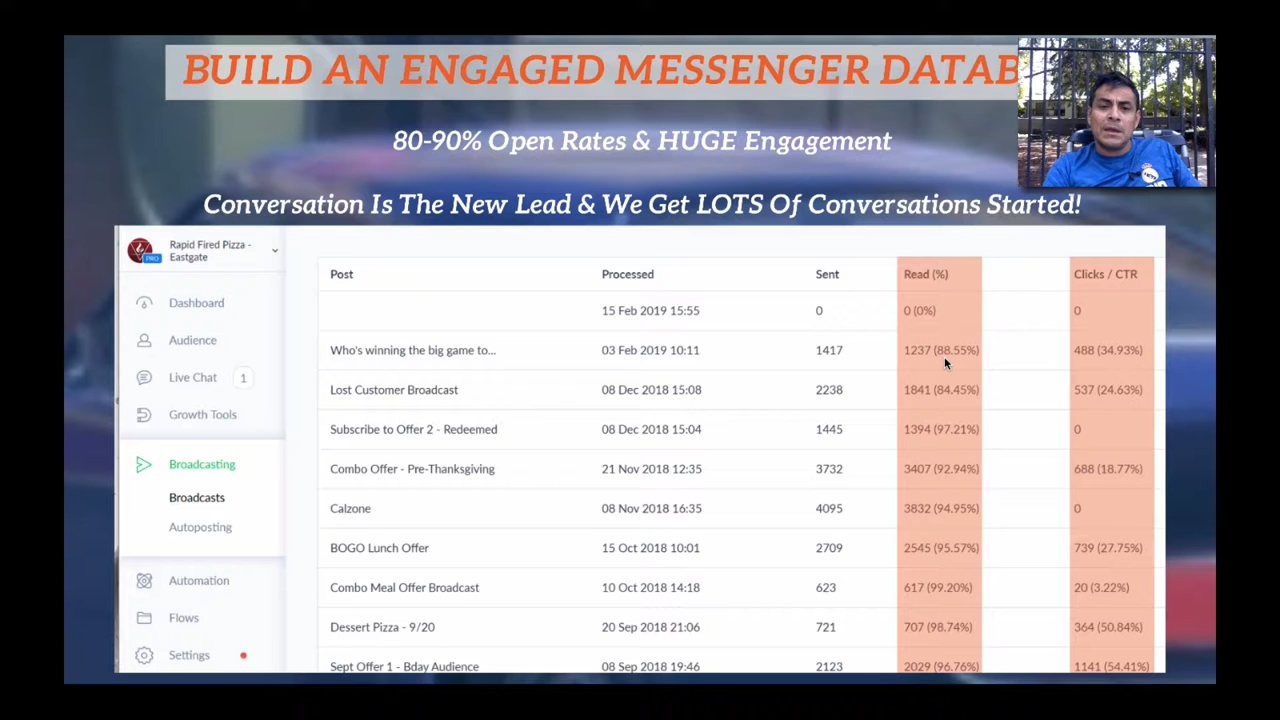 BUILD AN ENGAGED MESSENGER DATAB
80-90% Open Rates & HUGE Engagement
Conversation Is The New Lead & We Get LOTS Of Conversations Started!
Rapid Fired Pizza -
Eastgate
PRO
Dashboard
Audience
Live Chat 1
Growth Tools
Broadcasting
Broadcasts
Autoposting
Automation
Flows
Settings
Post Processed Sent Read (%) Clicks / CTR
15 Feb 2019 15:55 0 0 (0%) 0
Who's winning the big game to... 03 Feb 2019 10:11 1417 1237 (88.55%) 488 (34.93%)
Lost Customer Broadcast 08 Dec 2018 15:08 2238 1841 (84.45%) 537 (24.63%)
Subscribe to Offer 2 - Redeemed 08 Dec 2018 15:04 1445 1394 (97.21%) 0
Combo Offer - Pre-Thanksgiving 21 Nov 2018 12:35 3732 3407 (92.94%) 688 (18.77%)
Calzone 08 Nov 2018 16:35 4095 3832 (94.95%) 0
BOGO Lunch Offer 15 Oct 2018 10:01 2709 2545 (95.57%) 739 (27.75%)
Combo Meal Offer Broadcast 10 Oct 2018 14:18 623 617 (99.20%) 20 (3.22%)
Dessert Pizza - 9/20 20 Sep 2018 21:06 721 707 (98.74%) 364 (50.84%)
Sept Offer 1 - Bday Audience 08 Sep 2018 19:46 2123 2029 (96.76%) 1141 (54.41%)